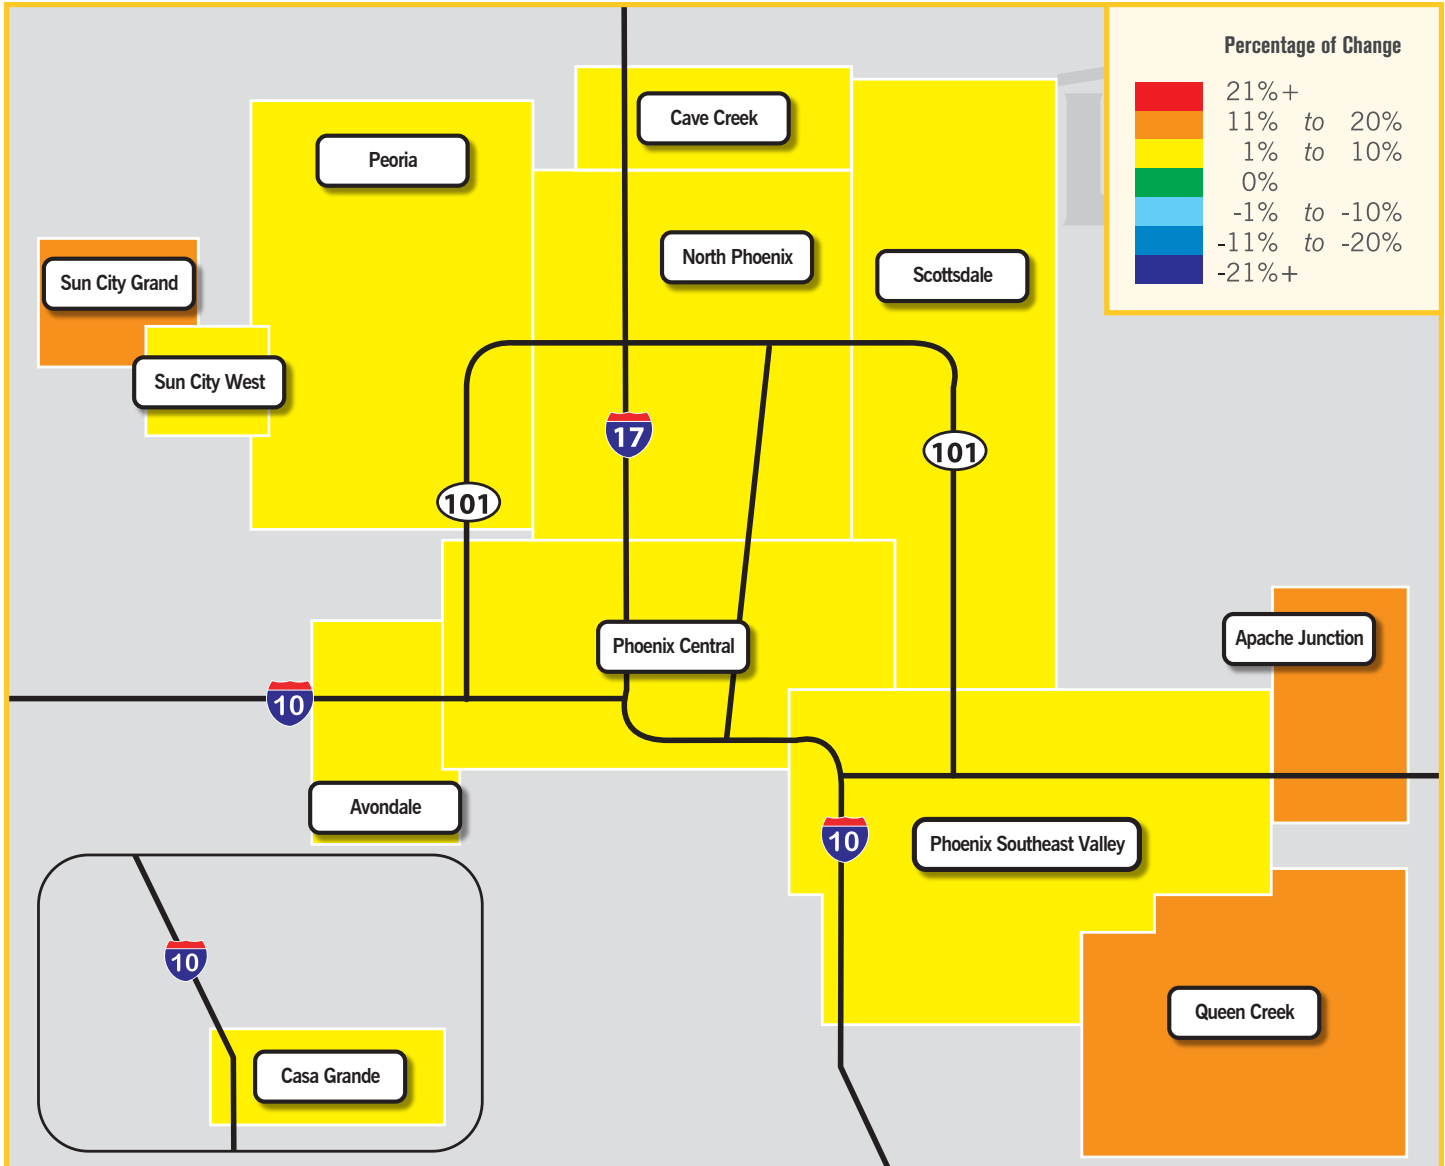 Percentage of Change
21%+
11% to 20%
1% to 10%
0%
-1% to -10%
-11% to -20%
-21%+
Cave Creek
Peoria
North Phoenix
Scottsdale
Sun City Grand
Sun City West
17
101
101
Phoenix Central
Apache Junction
10
Avondale
10
Phoenix Southeast Valley
10
Queen Creek
Casa Grande